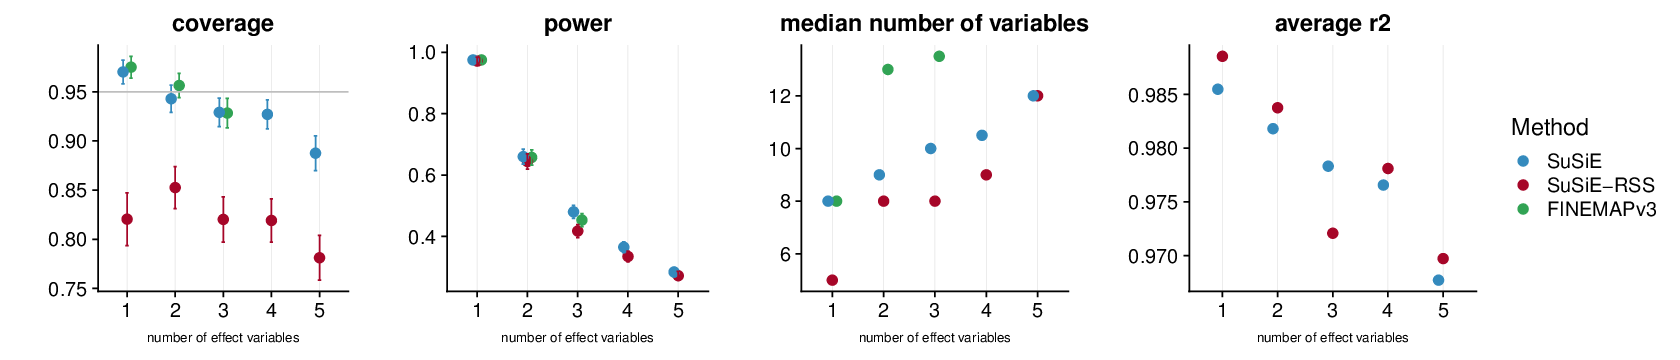 coverage
0.95
0.90
0.85
0.80
0.75
1 2 3 4 5
number of effect variables
power
1.0
0.8
0.6
0.4
1 2 3 4 5
number of effect variables
median number of variables
12
10
8
6
1 2 3 4 5
number of effect variables
average r2
0.985
0.980
0.975
0.970
1 2 3 4 5
number of effect variables
Method
SuSiE
SuSiE−RSS
FINEMAPv3